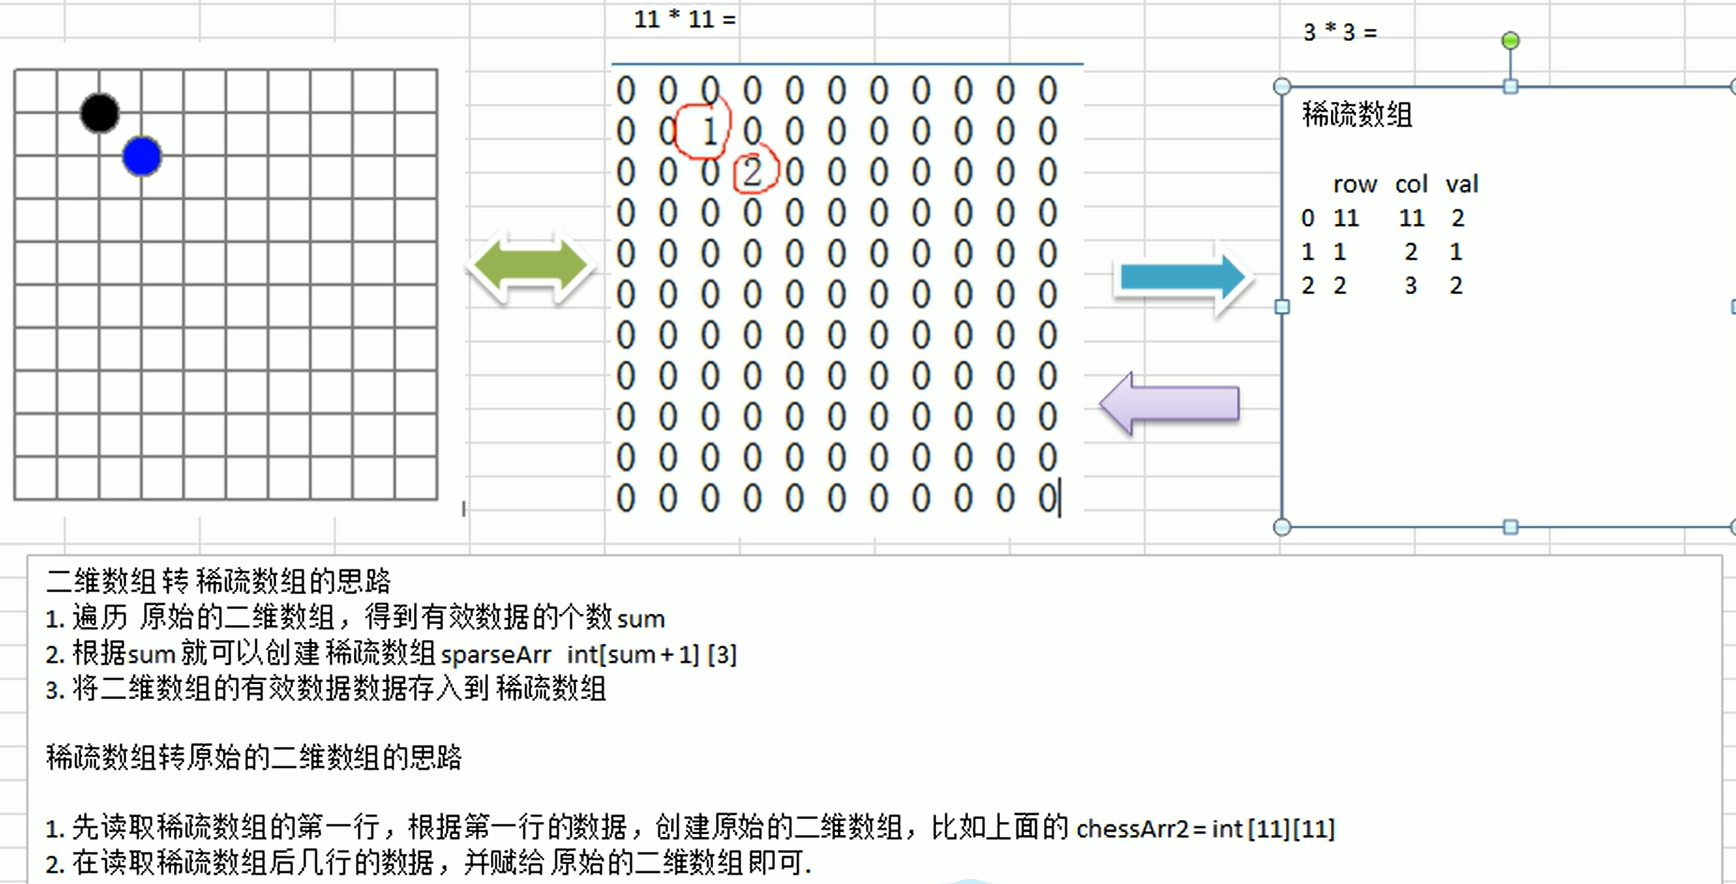 11 * 11 =
0 0 0 0 0 0 0 0 0 0 0
0 0 1 0 0 0 0 0 0 0 0
0 0 0 2 0 0 0 0 0 0 0
0 0 0 0 0 0 0 0 0 0 0
0 0 0 0 0 0 0 0 0 0 0
0 0 0 0 0 0 0 0 0 0 0
0 0 0 0 0 0 0 0 0 0 0
0 0 0 0 0 0 0 0 0 0 0
0 0 0 0 0 0 0 0 0 0 0
0 0 0 0 0 0 0 0 0 0 0
0 0 0 0 0 0 0 0 0 0 0
3 * 3 =
稀疏数组
row col val
0 11 11 2
1 1 2 1
2 2 3 2
二维数组 转 稀疏数组的思路
1. 遍历 原始的二维数组，得到有效数据的个数 sum
2. 根据sum 就可以创建 稀疏数组 sparseArr int[sum + 1] [3]
3. 将二维数组的有效数据数据存入到 稀疏数组
稀疏数组转原始的二维数组的思路
1. 先读取稀疏数组的第一行，根据第一行的数据，创建原始的二维数组，比如上面的 chessArr2 = int [11][11]
2. 在读取稀疏数组后几行的数据，并赋给 原始的二维数组 即可.